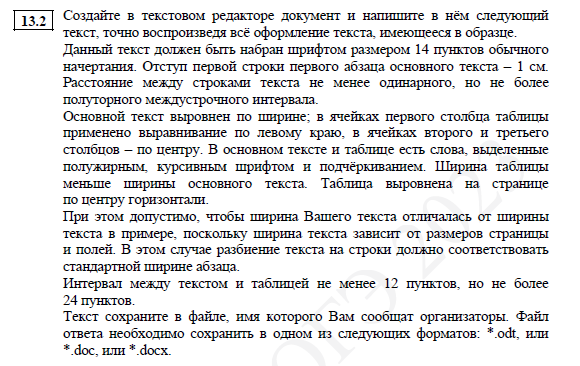 13.2 Создайте в текстовом редакторе документ и напишите в нём следующий
текст, точно воспроизведя всё оформление текста, имеющееся в образце.
Данный текст должен быть набран шрифтом размером 14 пунктов обычного
начертания. Отступ первой строки первого абзаца основного текста – 1 см.
Расстояние между строками текста не менее одинарного, но не более
полуторного междустрочного интервала.
Основной текст выровнен по ширине; в ячейках первого столбца таблицы
применено выравнивание по левому краю, в ячейках второго и третьего
столбцов – по центру. В основном тексте и таблице есть слова, выделенные
полужирным, курсивным шрифтом и подчёркиванием. Ширина таблицы
меньше ширины основного текста. Таблица выровнена на странице
по центру горизонтали.
При этом допустимо, чтобы ширина Вашего текста отличалась от ширины
текста в примере, поскольку ширина текста зависит от размеров страницы
и полей. В этом случае разбиение текста на строки должно соответствовать
стандартной ширине абзаца.
Интервал между текстом и таблицей не менее 12 пунктов, но не более
24 пунктов.
Текст сохраните в файле, имя которого Вам сообщат организаторы. Файл
ответа необходимо сохранить в одном из следующих форматов: *.odt, или
*.doc, или *.docx.